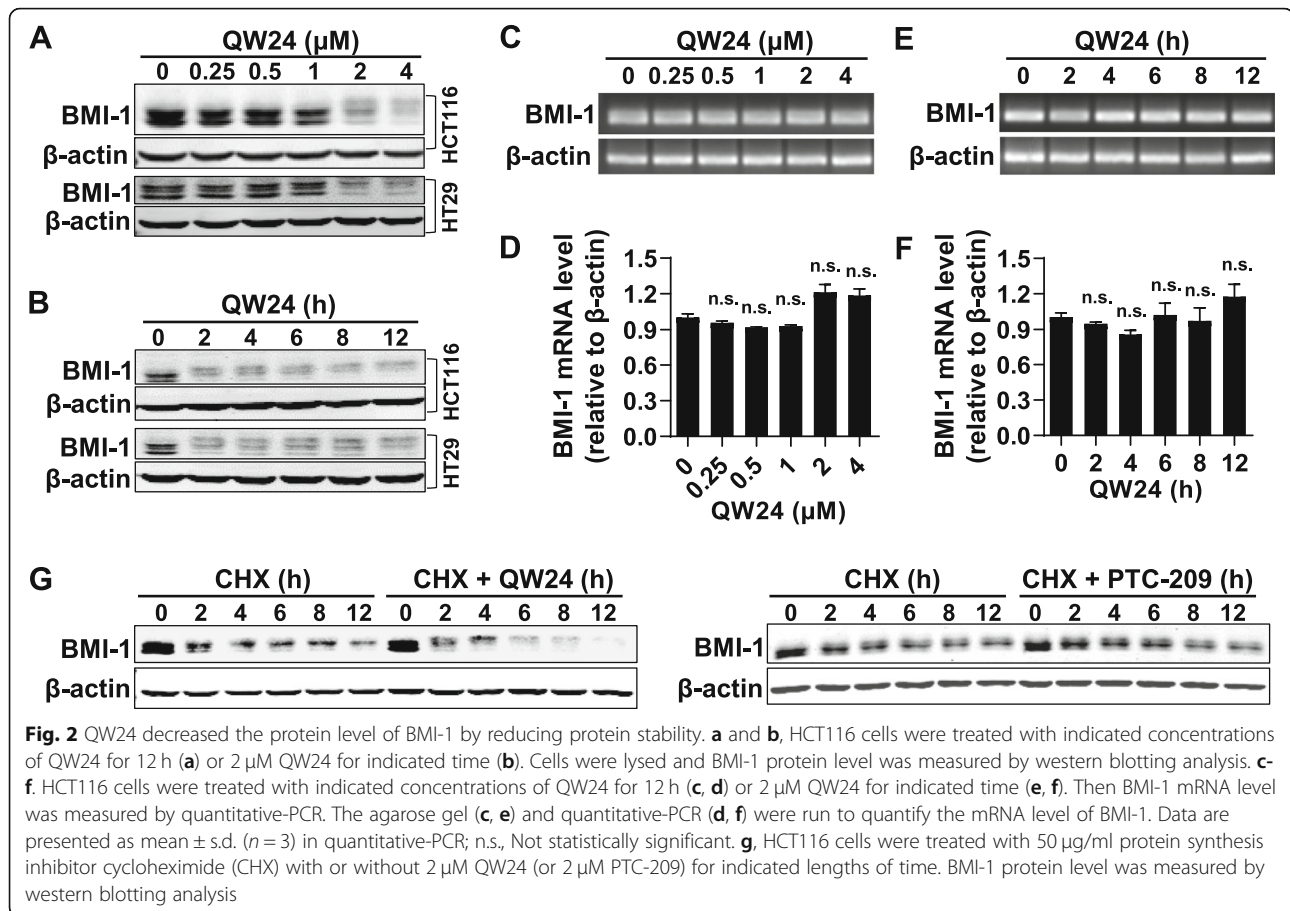 A
QW24 (µM)
0 0.25 0.5 1 2 4
BMI-1
β-actin
HCT116
BMI-1
β-actin
HT29
B
QW24 (h)
0 2 4 6 8 12
BMI-1
β-actin
HCT116
BMI-1
β-actin
HT29
C
QW24 (µM)
0 0.25 0.5 1 2 4
BMI-1
β-actin
D
BMI-1 mRNA level
(relative to β-actin)
1.5
1.2
0.9
0.6
0.3
0.0
n.s. n.s. n.s. n.s. n.s.
0 0.25 0.5 1 2 4
QW24 (µM)
E
QW24 (h)
0 2 4 6 8 12
BMI-1
β-actin
F
BMI-1 mRNA level
(relative to β-actin)
1.5
1.2
0.9
0.6
0.3
0.0
n.s. n.s. n.s. n.s. n.s.
0 2 4 6 8 12
QW24 (h)
G
CHX (h) CHX + QW24 (h)
0 2 4 6 8 12 0 2 4 6 8 12
BMI-1
β-actin
CHX (h) CHX + PTC-209 (h)
0 2 4 6 8 12 0 2 4 6 8 12
BMI-1
β-actin
Fig. 2 QW24 decreased the protein level of BMI-1 by reducing protein stability. a and b, HCT116 cells were treated with indicated concentrations
of QW24 for 12 h (a) or 2 µM QW24 for indicated time (b). Cells were lysed and BMI-1 protein level was measured by western blotting analysis. c-
f. HCT116 cells were treated with indicated concentrations of QW24 for 12 h (c, d) or 2 µM QW24 for indicated time (e, f). Then BMI-1 mRNA level
was measured by quantitative-PCR. The agarose gel (c, e) and quantitative-PCR (d, f) were run to quantify the mRNA level of BMI-1. Data are
presented as mean ± s.d. (n = 3) in quantitative-PCR; n.s., Not statistically significant. g, HCT116 cells were treated with 50 µg/ml protein synthesis
inhibitor cycloheximide (CHX) with or without 2 µM QW24 (or 2 µM PTC-209) for indicated lengths of time. BMI-1 protein level was measured by
western blotting analysis